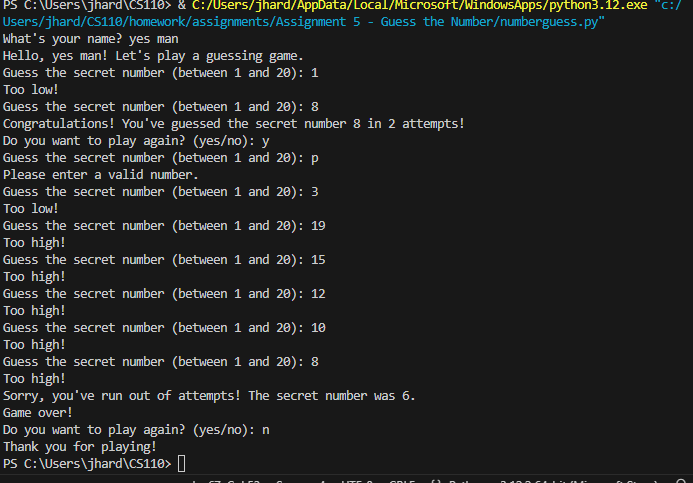 PS C:\Users\jhard\CS110> & C:/Users/jhard/AppData/Local/Microsoft/WindowsApps/python3.12.exe "c:/
Users/jhard/CS110/homework/assignments/Assignment 5 - Guess the Number/numberguess.py"
What's your name? yes man
Hello, yes man! Let's play a guessing game.
Guess the secret number (between 1 and 20): 1
Too low!
Guess the secret number (between 1 and 20): 8
Congratulations! You've guessed the secret number 8 in 2 attempts!
Do you want to play again? (yes/no): y
Guess the secret number (between 1 and 20): p
Please enter a valid number.
Guess the secret number (between 1 and 20): 3
Too low!
Guess the secret number (between 1 and 20): 19
Too high!
Guess the secret number (between 1 and 20): 15
Too high!
Guess the secret number (between 1 and 20): 12
Too high!
Guess the secret number (between 1 and 20): 10
Too high!
Guess the secret number (between 1 and 20): 8
Too high!
Sorry, you've run out of attempts! The secret number was 6.
Game over!
Do you want to play again? (yes/no): n
Thank you for playing!
PS C:\Users\jhard\CS110>